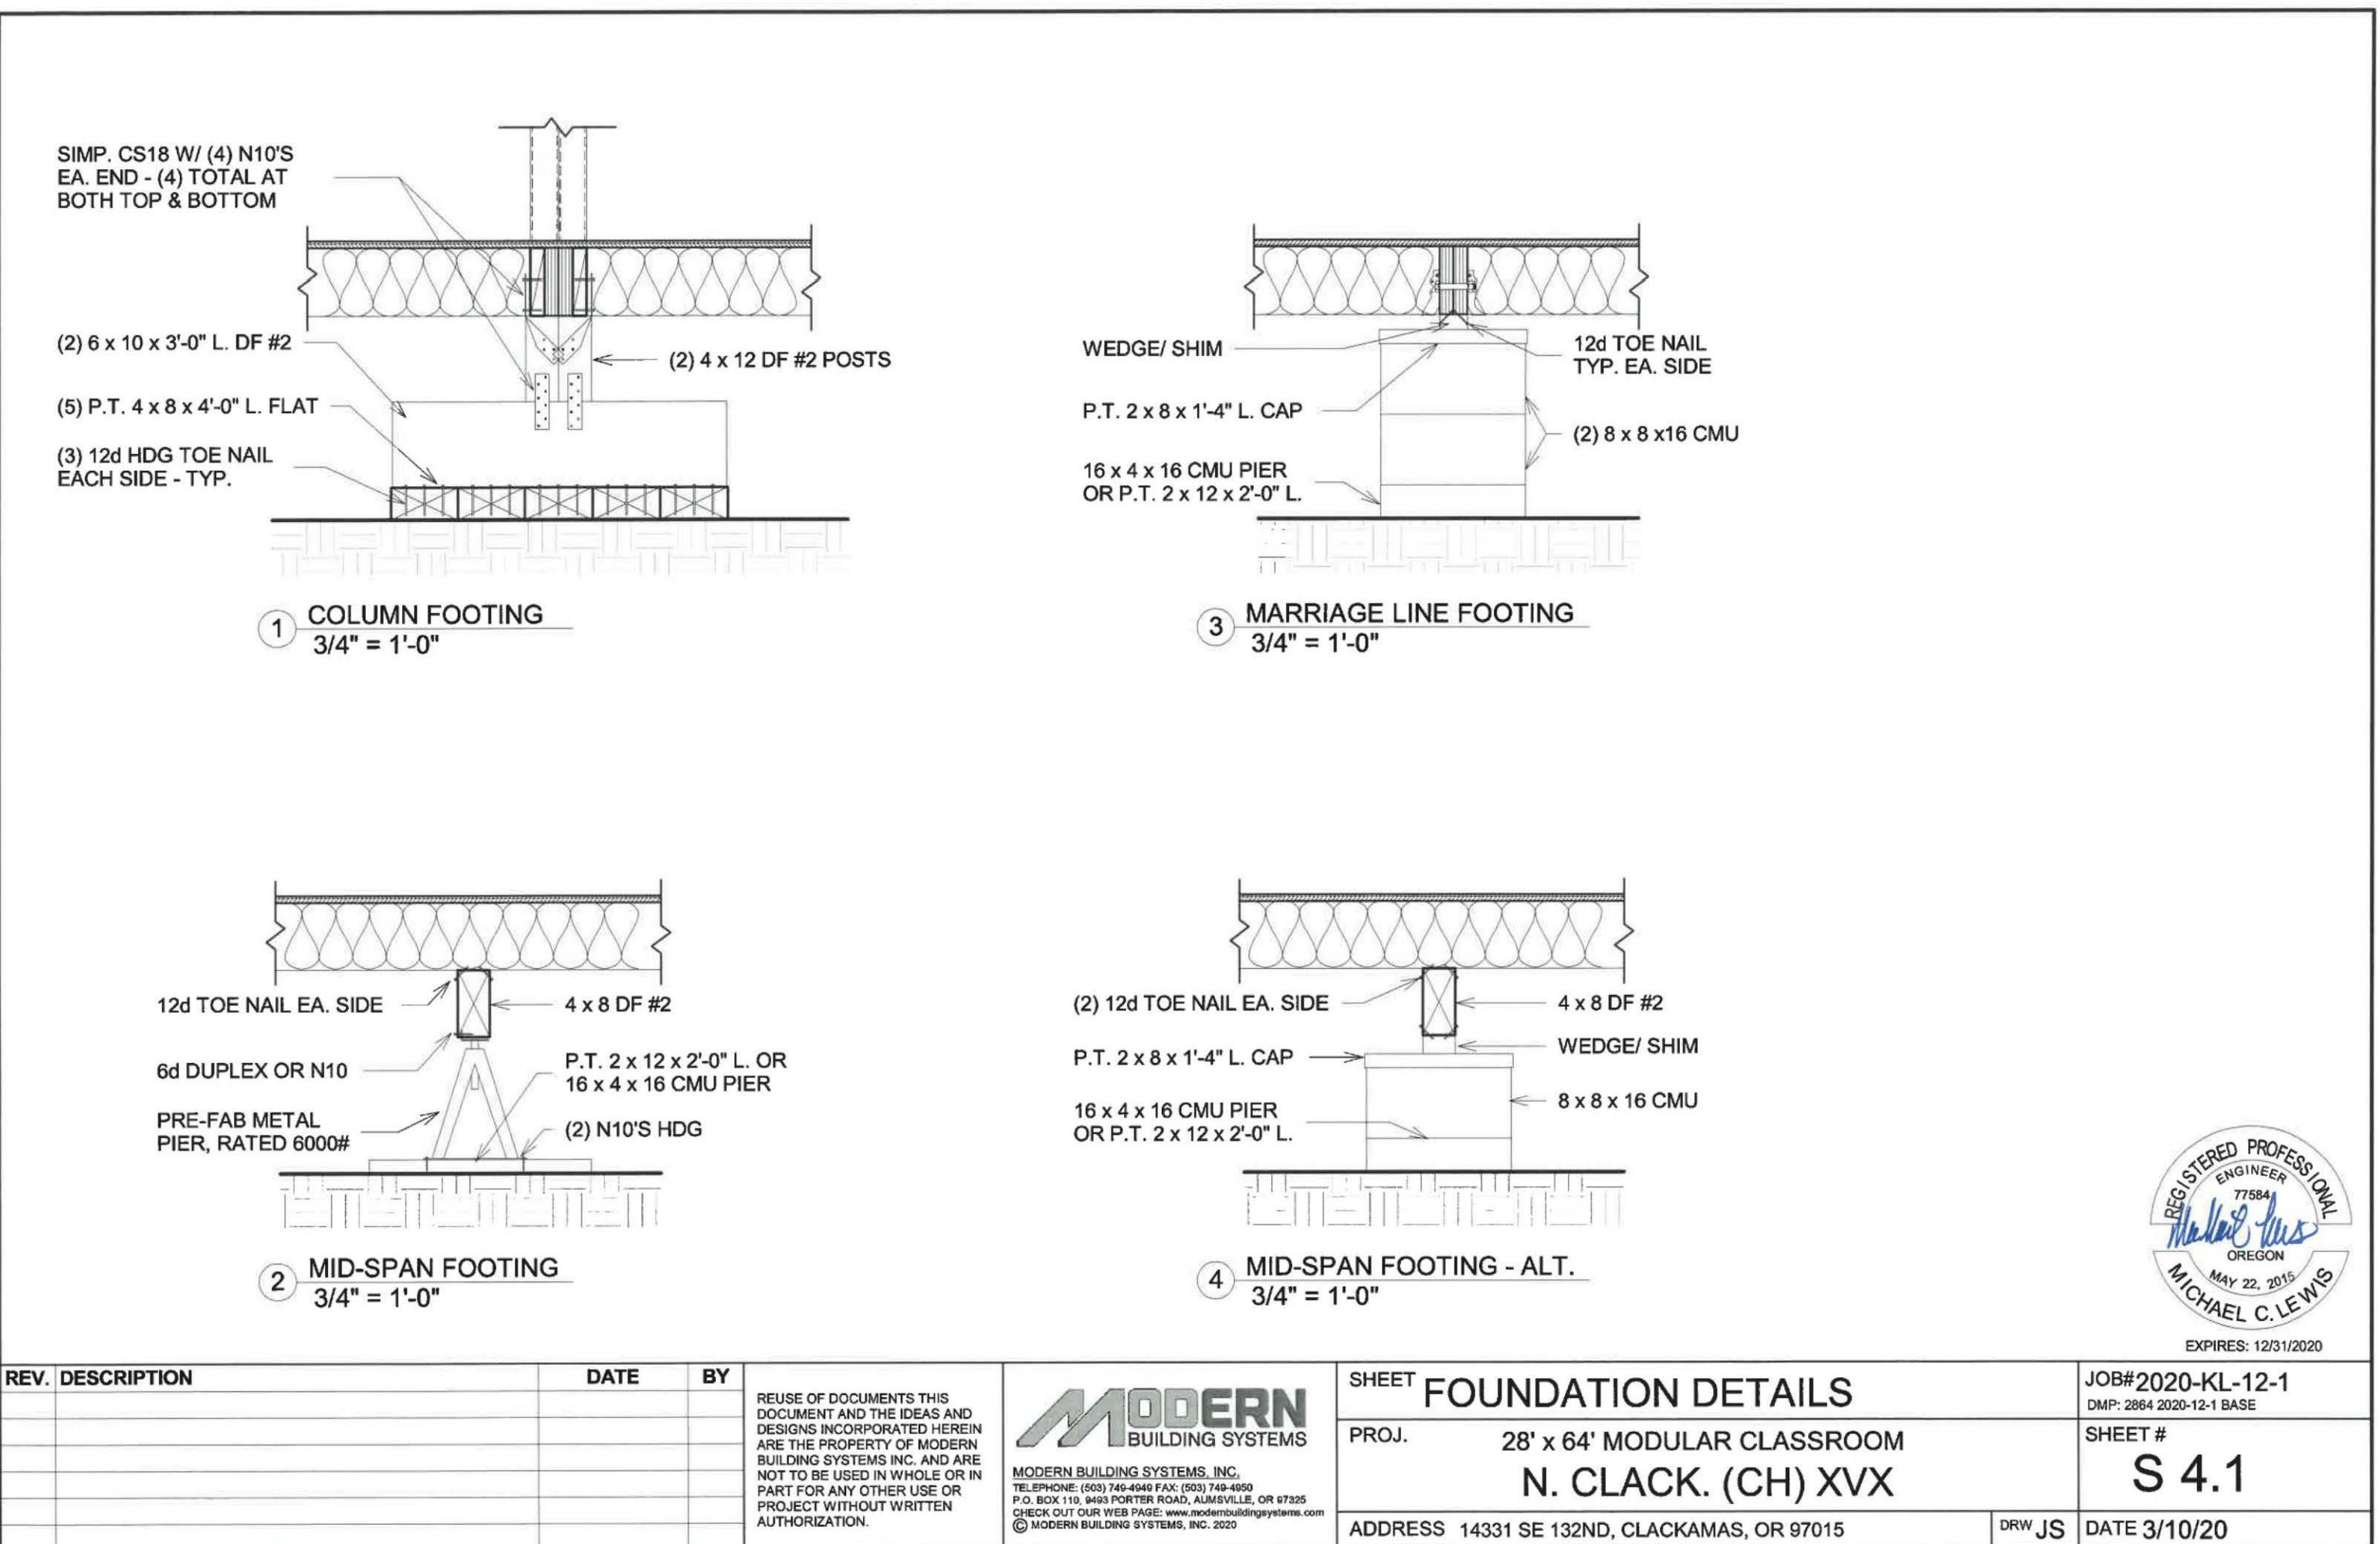 SIMP. CS18 W/ (4) N10'S
EA. END - (4) TOTAL AT
BOTH TOP & BOTTOM
(2) 6 x 10 x 3'-0" L. DF #2
(2) 4 x 12 DF #2 POSTS
(5) P.T. 4 x 8 x 4'-0" L. FLAT
(3) 12d HDG TOE NAIL
EACH SIDE - TYP.
1 COLUMN FOOTING
3/4" = 1'-0"
WEDGE/ SHIM
12d TOE NAIL
TYP. EA. SIDE
P.T. 2 x 8 x 1'-4" L. CAP
(2) 8 x 8 x16 CMU
16 x 4 x 16 CMU PIER
OR P.T. 2 x 12 x 2'-0" L.
3 MARRIAGE LINE FOOTING
3/4" = 1'-0"
12d TOE NAIL EA. SIDE
4 x 8 DF #2
6d DUPLEX OR N10
P.T. 2 x 12 x 2'-0" L. OR
16 x 4 x 16 CMU PIER
PRE-FAB METAL
PIER, RATED 6000#
(2) N10'S HDG
2 MID-SPAN FOOTING
3/4" = 1'-0"
(2) 12d TOE NAIL EA. SIDE
4 x 8 DF #2
WEDGE/ SHIM
P.T. 2 x 8 x 1'-4" L. CAP
8 x 8 x 16 CMU
16 x 4 x 16 CMU PIER
OR P.T. 2 x 12 x 2'-0" L.
4 MID-SPAN FOOTING - ALT.
3/4" = 1'-0"
REGISTERED PROFESSIONAL
ENGINEER
77584
OREGON
MAY 22, 2015
MICHAEL C. LEWIS
EXPIRES: 12/31/2020
REV. DESCRIPTION DATE BY
REUSE OF DOCUMENTS THIS
DOCUMENT AND THE IDEAS AND
DESIGNS INCORPORATED HEREIN
ARE THE PROPERTY OF MODERN
BUILDING SYSTEMS INC. AND ARE
NOT TO BE USED IN WHOLE OR IN
PART FOR ANY OTHER USE OR
PROJECT WITHOUT WRITTEN
AUTHORIZATION.
MODERN
BUILDING SYSTEMS
MODERN BUILDING SYSTEMS, INC.
TELEPHONE: (503) 749-4949 FAX: (503) 749-4950
P.O. BOX 110, 9493 PORTER ROAD, AUMSVILLE, OR 97325
CHECK OUT OUR WEB PAGE: www.modernbuildingsystems.com
© MODERN BUILDING SYSTEMS, INC. 2020
SHEET FOUNDATION DETAILS
PROJ. 28' x 64' MODULAR CLASSROOM
N. CLACK. (CH) XVX
ADDRESS 14331 SE 132ND, CLACKAMAS, OR 97015
DRW JS
JOB#2020-KL-12-1
DMP: 2864 2020-12-1 BASE
SHEET #
S 4.1
DATE 3/10/20